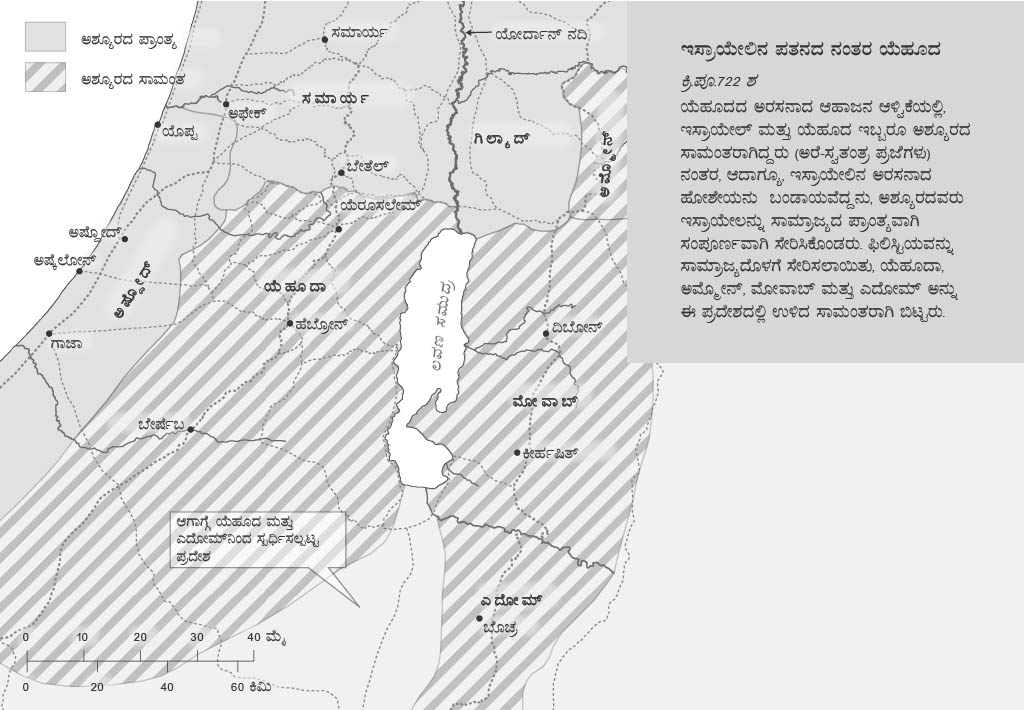 ಅಶ್ಶೂರದ ಪ್ರಾಂತ್ಯ
ಅಶ್ಶೂರದ ಸಾಮಂತ
ಸಮಾರ್ಯ
ಯೋರ್ದಾನ್ ನದಿ
ಸಮಾರ್ಯ
ಅಫೇಕ್
ಯೊಪ್ಪ
ಗಿಲ್ಯಾದ್
ಅಮ್ಮೋನ್
ಬೇತೆಲ್
ಯೆರೂಸಲೇಮ್
ಅಷ್ದೋದ್
ಅಷ್ಕೆಲೋನ್
ಅಷ್ದೋದ್
ಯೆಹೂದಾ
ಹೆಬ್ರೋನ್
ಲವಣ ಸಮುದ್ರ
ದಿಬೋನ್
ಗಾಜಾ
ಮೋವಾಬ್
ಬೇರ್ಷೆಬ
ಕೀರ್‌ಹಷಿತ್
ಆಗಾಗ್ಗೆ ಯೆಹೂದ ಮತ್ತು
ಎದೋಮ್‌ನಿಂದ ಸ್ಪರ್ಧಿಸಲ್ಪಟ್ಟ
ಪ್ರದೇಶ
ಎದೋಮ್
ಬೊಚ್ರ
0 10 20 30 40 ಮೈ
0 20 40 60 ಕಿಮಿ
ಇಸ್ರಾಯೇಲಿನ ಪತನದ ನಂತರ ಯೆಹೂದ
ಕ್ರಿ.ಪೂ.722 ಶ
ಯೆಹೂದದ ಅರಸನಾದ ಆಹಾಜನ ಆಳ್ವಿಕೆಯಲ್ಲಿ,
ಇಸ್ರಾಯೇಲ್ ಮತ್ತು ಯೆಹೂದ ಇಬ್ಬರೂ ಅಶ್ಶೂರದ
ಸಾಮಂತರಾಗಿದ್ದರು (ಅರೆ-ಸ್ವತಂತ್ರ ಪ್ರಜೆಗಳು)
ನಂತರ, ಆದಾಗ್ಯೂ, ಇಸ್ರಾಯೇಲಿನ ಅರಸನಾದ
ಹೋಶೇಯನು ಬಂಡಾಯವೆದ್ದನು, ಅಶ್ಶೂರದವರು
ಇಸ್ರಾಯೇಲನ್ನು ಸಾಮ್ರಾಜ್ಯದ ಪ್ರಾಂತ್ಯವಾಗಿ
ಸಂಪೂರ್ಣವಾಗಿ ಸೇರಿಸಿಕೊಂಡರು. ಫಿಲಿಸ್ಟಿಯವನ್ನು
ಸಾಮ್ರಾಜ್ಯದೊಳಗೆ ಸೇರಿಸಲಾಯಿತು, ಯೆಹೂದಾ,
ಅಮ್ಮೋನ್, ಮೋವಾಬ್ ಮತ್ತು ಎದೋಮ್ ಅನ್ನು
ಈ ಪ್ರದೇಶದಲ್ಲಿ ಉಳಿದ ಸಾಮಂತರಾಗಿ ಬಿಟ್ಟರು.